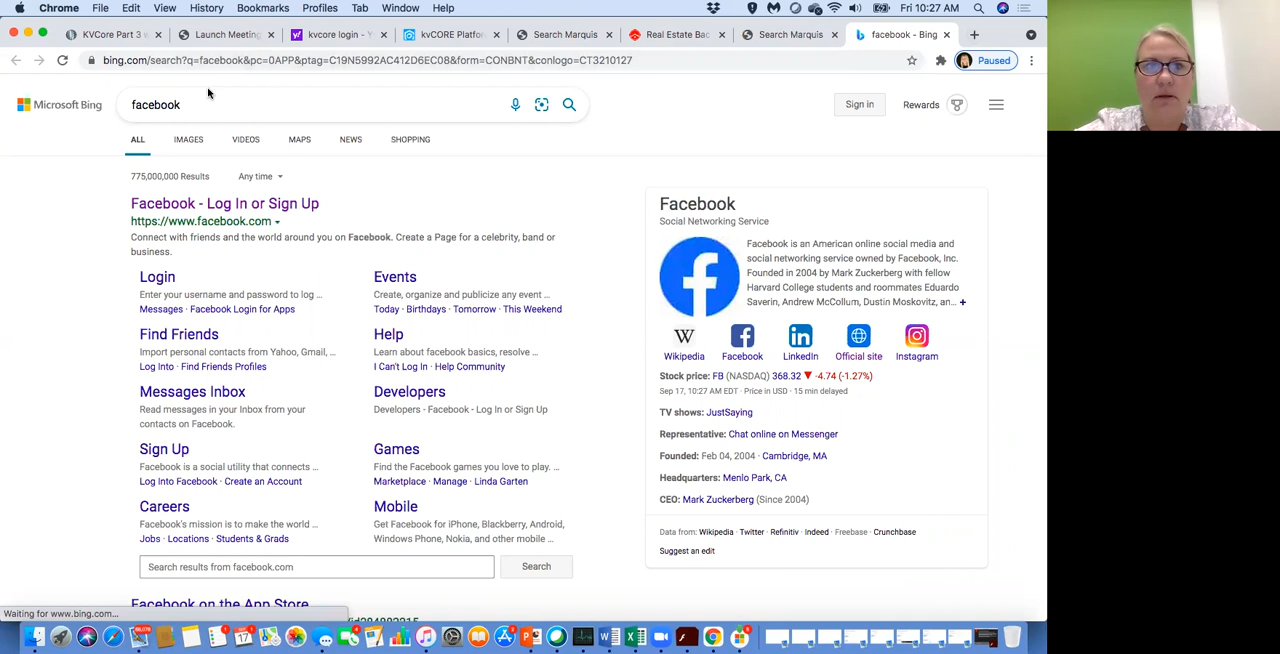 Chrome File Edit View History Bookmarks Profiles Tab Window Help Fri 10:27 AM
KVCore Part 3 w Launch Meeting kvcore login - Y kvCORE Platfo Search Marquis Real Estate Bac Search Marquis facebook - Bing
bing.com/search?q=facebook&pc=0APP&ptag=C19N5992AC412D6EC08&form=CONBNT&conlogo=CT3210127 Paused
Microsoft Bing facebook Sign in Rewards
ALL IMAGES VIDEOS MAPS NEWS SHOPPING
775,000,000 Results Any time
Facebook - Log In or Sign Up
https://www.facebook.com
Connect with friends and the world around you on Facebook. Create a Page for a celebrity, band or
business.
Login
Enter your username and password to log ...
Messages · Facebook Login for Apps
Events
Create, organize and publicize any event ...
Today · Birthdays · Tomorrow · This Weekend
Find Friends
Import personal contacts from Yahoo, Gmail, ...
Log Into · Find Friends Profiles
Help
Learn about facebook basics, resolve ...
I Can't Log In · Help Community
Messages Inbox
Read messages in your Inbox from your
contacts on Facebook.
Developers
Developers · Facebook - Log In or Sign Up
Sign Up
Facebook is a social utility that connects ...
Log Into Facebook · Create an Account
Games
Find the Facebook games you love to play. ...
Marketplace · Manage · Linda Garten
Careers
Facebook's mission is to make the world ...
Jobs · Locations · Students & Grads
Mobile
Get Facebook for iPhone, Blackberry, Android,
Windows Phone, Nokia, and other mobile ...
Search results from facebook.com Search
Facebook on the App Store
Waiting for www.bing.com...
Facebook
Social Networking Service
Facebook is an American online social media and
social networking service owned by Facebook, Inc.
Founded in 2004 by Mark Zuckerberg with fellow
Harvard College students and roommates Eduardo
Saverin, Andrew McCollum, Dustin Moskovitz, an... +
Wikipedia Facebook LinkedIn Official site Instagram
Stock price: FB (NASDAQ) 368.32 ▼ -4.74 (-1.27%)
Sep 17, 10:27 AM EDT · Price in USD · 15 min delayed
TV shows: JustSaying
Representative: Chat online on Messenger
Founded: Feb 04, 2004 · Cambridge, MA
Headquarters: Menlo Park, CA
CEO: Mark Zuckerberg (Since 2004)
Data from: Wikipedia · Twitter · Refinitiv · Indeed · Freebase · Crunchbase
Suggest an edit